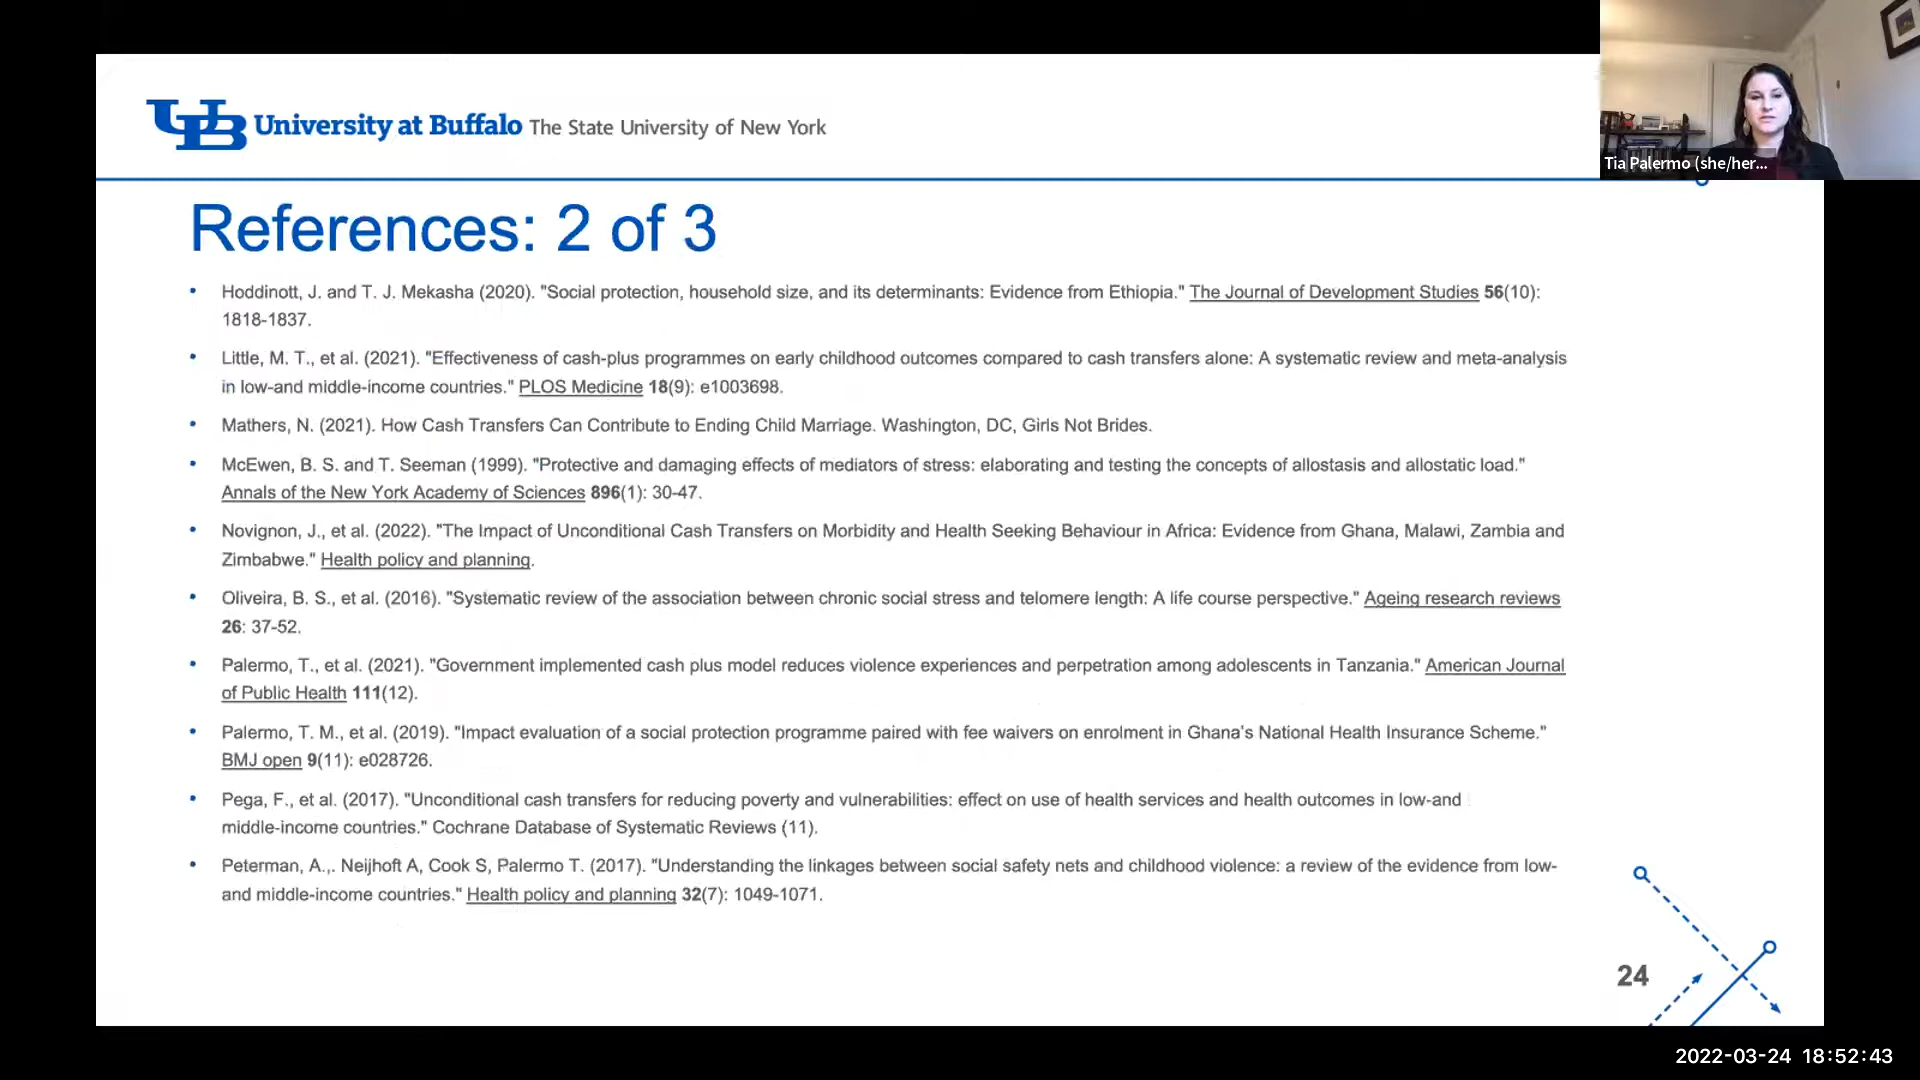 UB University at Buffalo The State University of New York
Tia Palermo (she/her...
References: 2 of 3
• Hoddinott, J. and T. J. Mekasha (2020). "Social protection, household size, and its determinants: Evidence from Ethiopia." The Journal of Development Studies 56(10):
1818-1837.
• Little, M. T., et al. (2021). "Effectiveness of cash-plus programmes on early childhood outcomes compared to cash transfers alone: A systematic review and meta-analysis
in low-and middle-income countries." PLOS Medicine 18(9): e1003698.
• Mathers, N. (2021). How Cash Transfers Can Contribute to Ending Child Marriage. Washington, DC, Girls Not Brides.
• McEwen, B. S. and T. Seeman (1999). "Protective and damaging effects of mediators of stress: elaborating and testing the concepts of allostasis and allostatic load."
Annals of the New York Academy of Sciences 896(1): 30-47.
• Novignon, J., et al. (2022). "The Impact of Unconditional Cash Transfers on Morbidity and Health Seeking Behaviour in Africa: Evidence from Ghana, Malawi, Zambia and
Zimbabwe." Health policy and planning.
• Oliveira, B. S., et al. (2016). "Systematic review of the association between chronic social stress and telomere length: A life course perspective." Ageing research reviews
26: 37-52.
• Palermo, T., et al. (2021). "Government implemented cash plus model reduces violence experiences and perpetration among adolescents in Tanzania." American Journal
of Public Health 111(12).
• Palermo, T. M., et al. (2019). "Impact evaluation of a social protection programme paired with fee waivers on enrolment in Ghana's National Health Insurance Scheme."
BMJ open 9(11): e028726.
• Pega, F., et al. (2017). "Unconditional cash transfers for reducing poverty and vulnerabilities: effect on use of health services and health outcomes in low-and
middle-income countries." Cochrane Database of Systematic Reviews (11).
• Peterman, A.,. Neijhoft A, Cook S, Palermo T. (2017). "Understanding the linkages between social safety nets and childhood violence: a review of the evidence from low-
and middle-income countries." Health policy and planning 32(7): 1049-1071.
24
2022-03-24 18:52:43